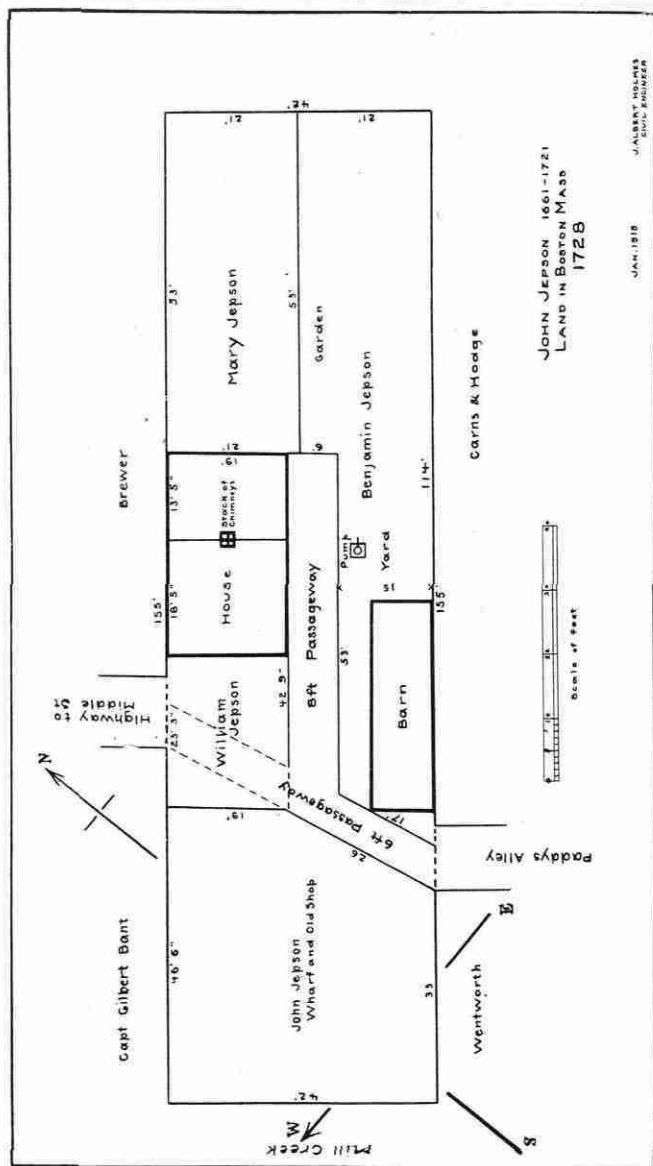 42'
21'
21'
53'
Mary Jepson
53'
Garden
Brewer
Benjamin Jepson
Carns & Hodge
114'
21'
6'
19'
13' 5"
Stack of
Chimneys
155'
18' 5"
House
8ft Passageway
Pump
Yard
15
155'
53'
42 9"
Barn
17'
Highway to
Middle
St
23' 3"
William
Jepson
19'
6ft Passageway
26
Paddys Alley
N
Capt Gilbert Bant
46' 6"
John Jepson
Wharf and Old Shop
33
Wentworth
E
42'
W
Mill Creek
S
Scale of feet
JOHN JEPSON 1661-1721
LAND IN BOSTON MASS
1728
JAN. 1918
J. ALBERT HOLMES
CIVIL ENGINEER